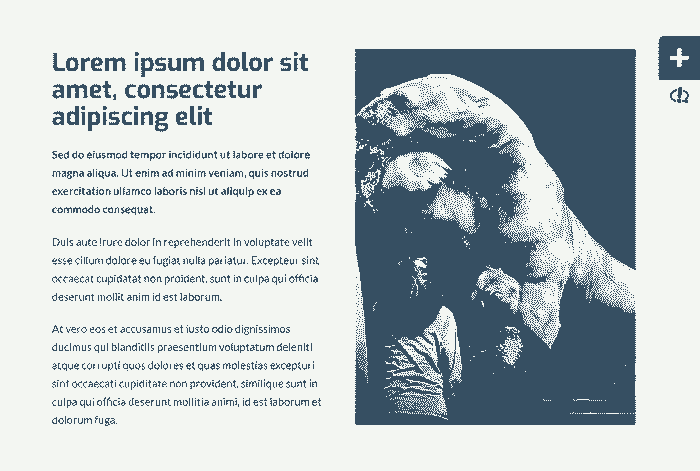 Lorem ipsum dolor sit
amet, consectetur
adipiscing elit
Sed do eiusmod tempor incididunt ut labore et dolore
magna aliqua. Ut enim ad minim veniam, quis nostrud
exercitation ullamco laboris nisi ut aliquip ex ea
commodo consequat.
Duis aute irure dolor in reprehenderit in voluptate velit
esse cillum dolore eu fugiat nulla pariatur. Excepteur sint
occaecat cupidatat non proident, sunt in culpa qui officia
deserunt mollit anim id est laborum.
At vero eos et accusamus et iusto odio dignissimos
ducimus qui blanditiis praesentium voluptatum deleniti
atque corrupti quos dolores et quas molestias excepturi
sint occaecati cupiditate non provident, similique sunt in
culpa qui officia deserunt mollitia animi, id est laborum et
dolorum fuga.